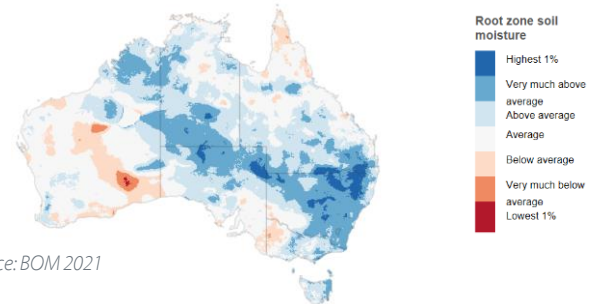 Root zone soil
moisture
Highest 1%
Very much above
average
Above average
Average
Below average
Very much below
average
Lowest 1%
ce: BOM 2021